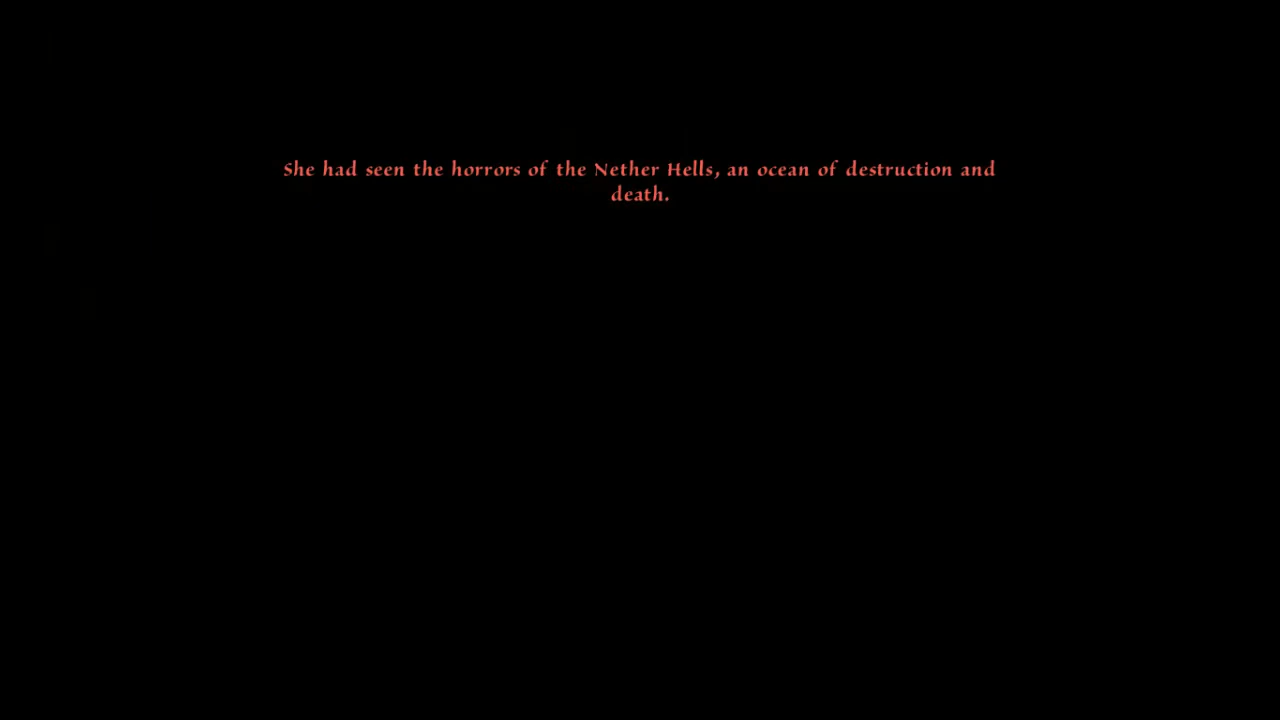 She had seen the horrors of the Nether Hells, an ocean of destruction and
death.